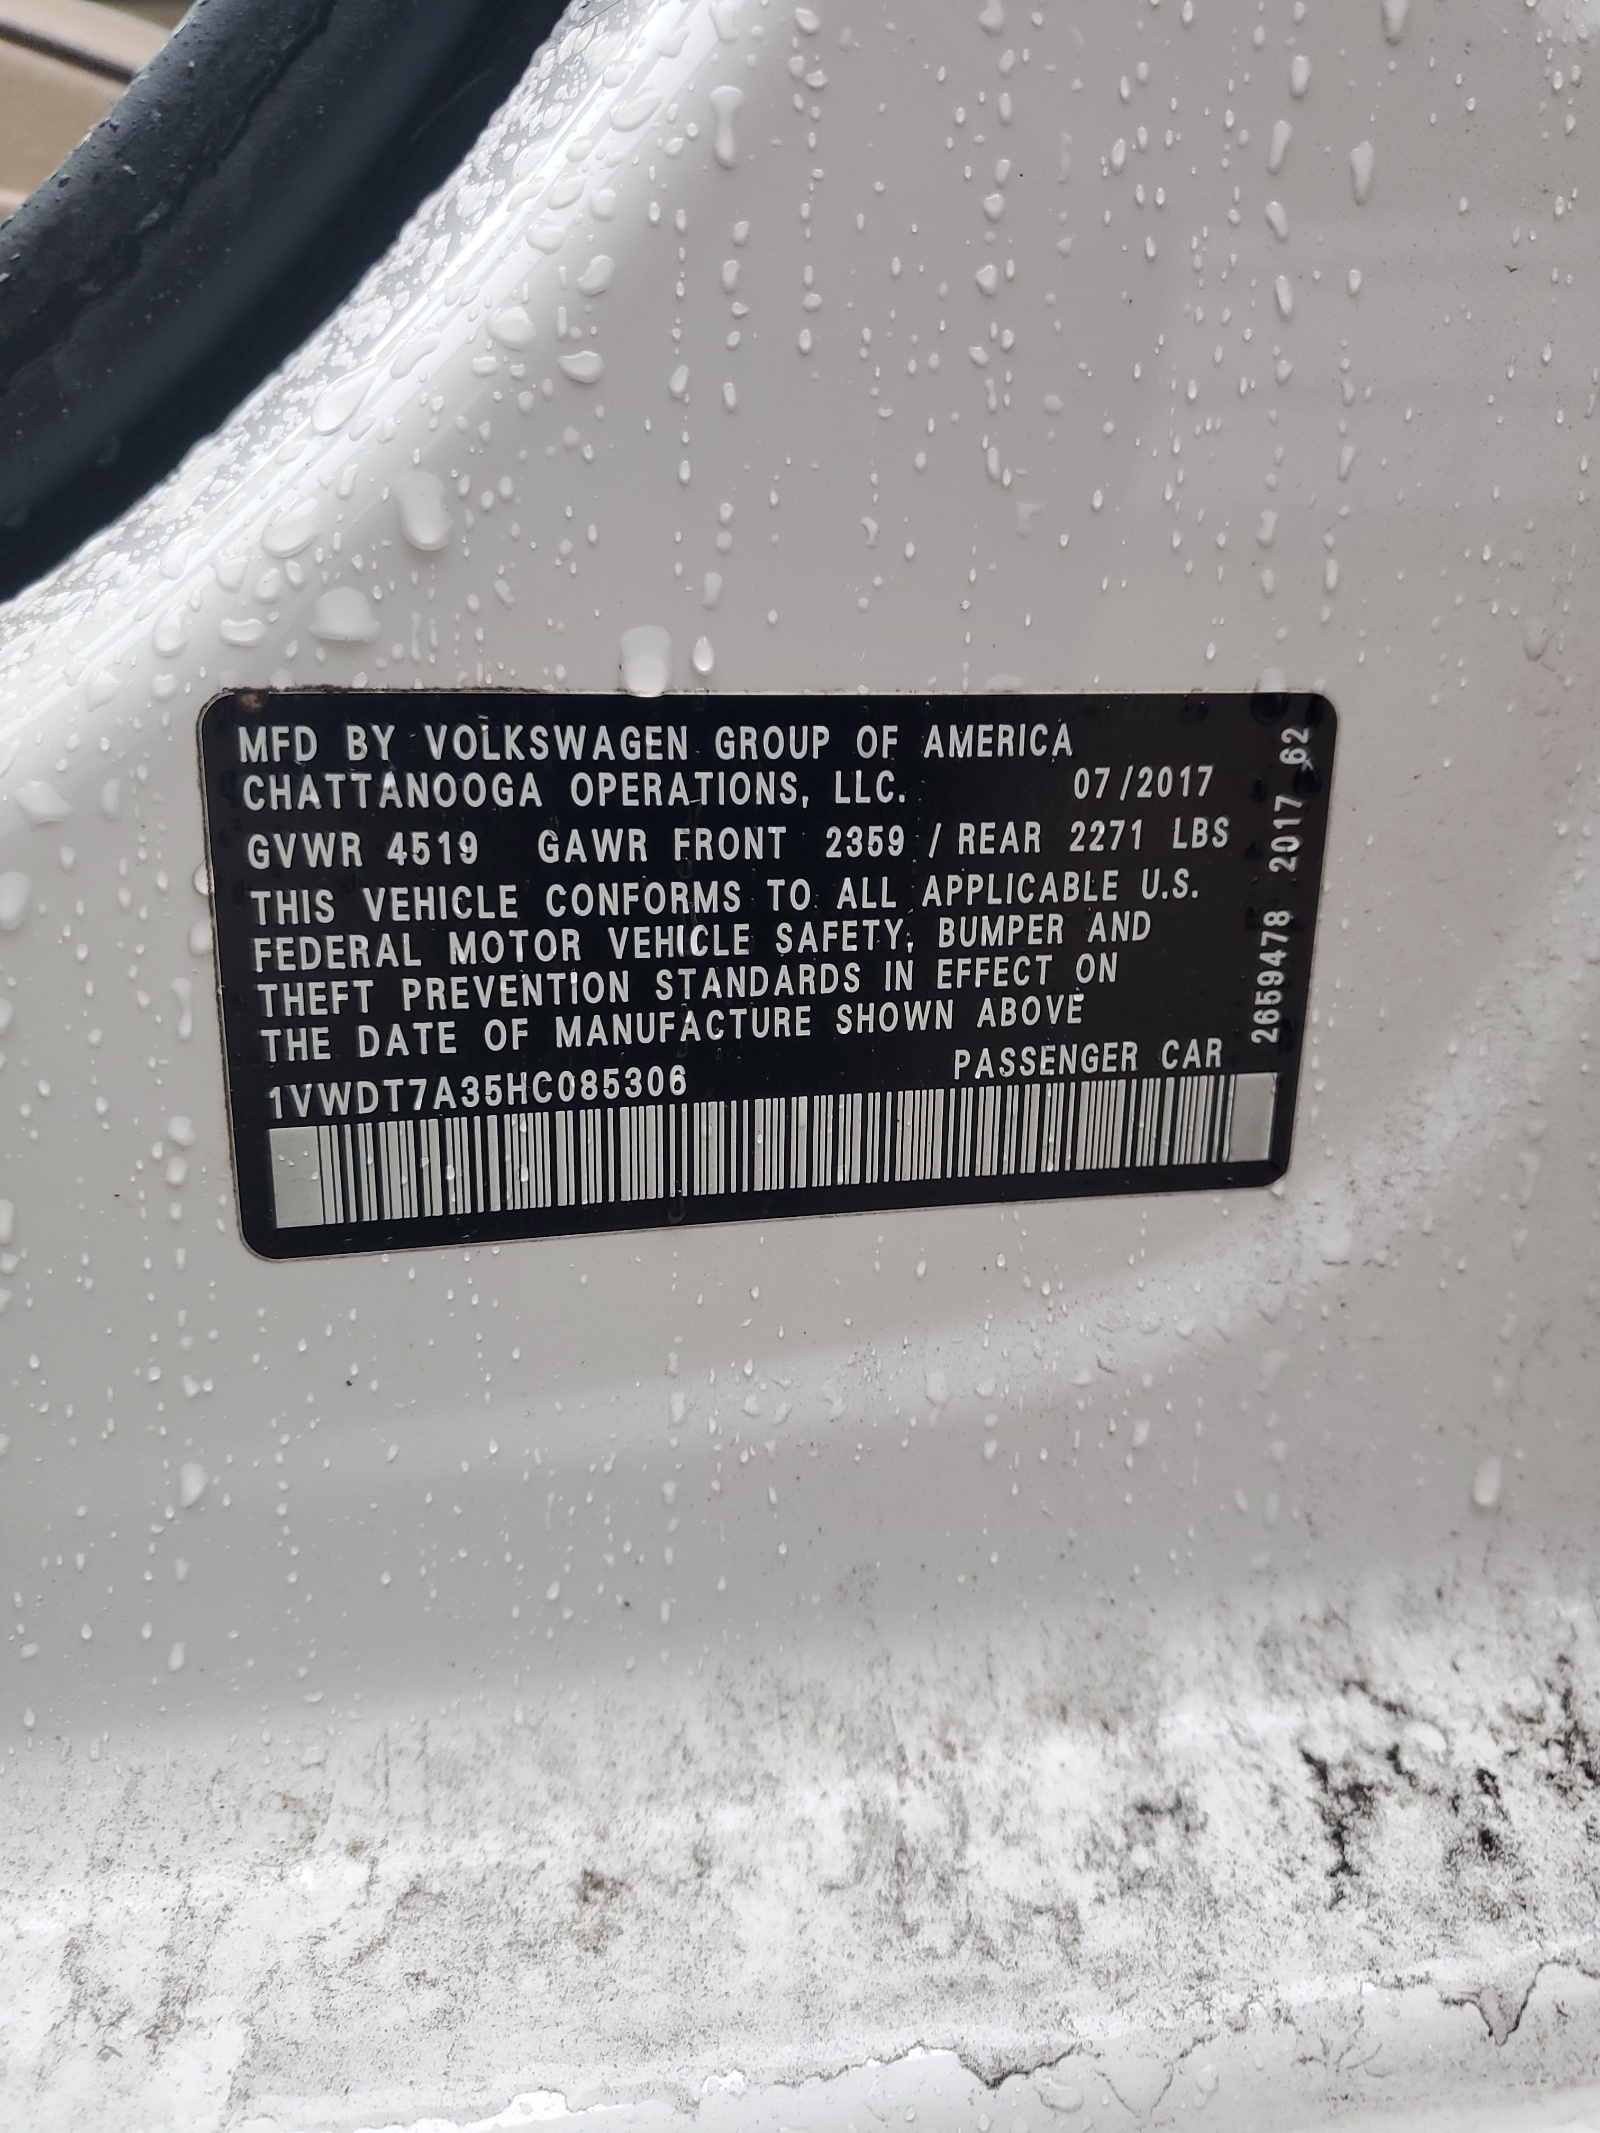 MFD BY VOLKSWAGEN GROUP OF AMERICA
CHATTANOOGA OPERATIONS, LLC. 07/2017
GVWR 4519 GAWR FRONT 2359 / REAR 2271 LBS
THIS VEHICLE CONFORMS TO ALL APPLICABLE U.S.
FEDERAL MOTOR VEHICLE SAFETY, BUMPER AND
THEFT PREVENTION STANDARDS IN EFFECT ON
THE DATE OF MANUFACTURE SHOWN ABOVE
1VWDT7A35HC085306 PASSENGER CAR
2659478 2017 62